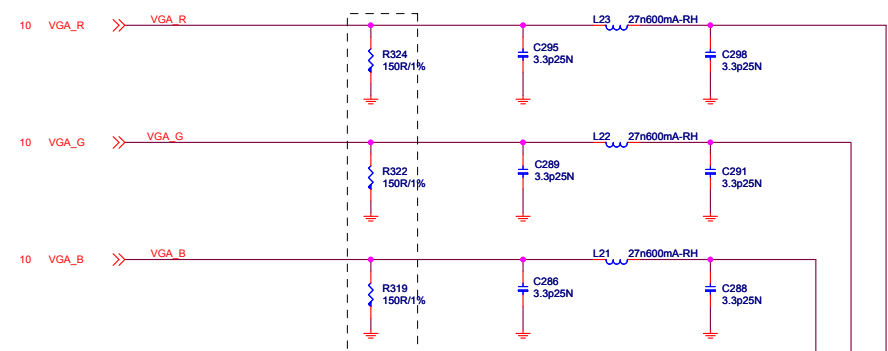 10 VGA_R VGA_R L23 27n600mA-RH
R324 C295 C298
150R/1% 3.3p25N 3.3p25N
10 VGA_G VGA_G L22 27n600mA-RH
R322 C289 C291
150R/1% 3.3p25N 3.3p25N
10 VGA_B VGA_B L21 27n600mA-RH
R319 C286 C288
150R/1% 3.3p25N 3.3p25N